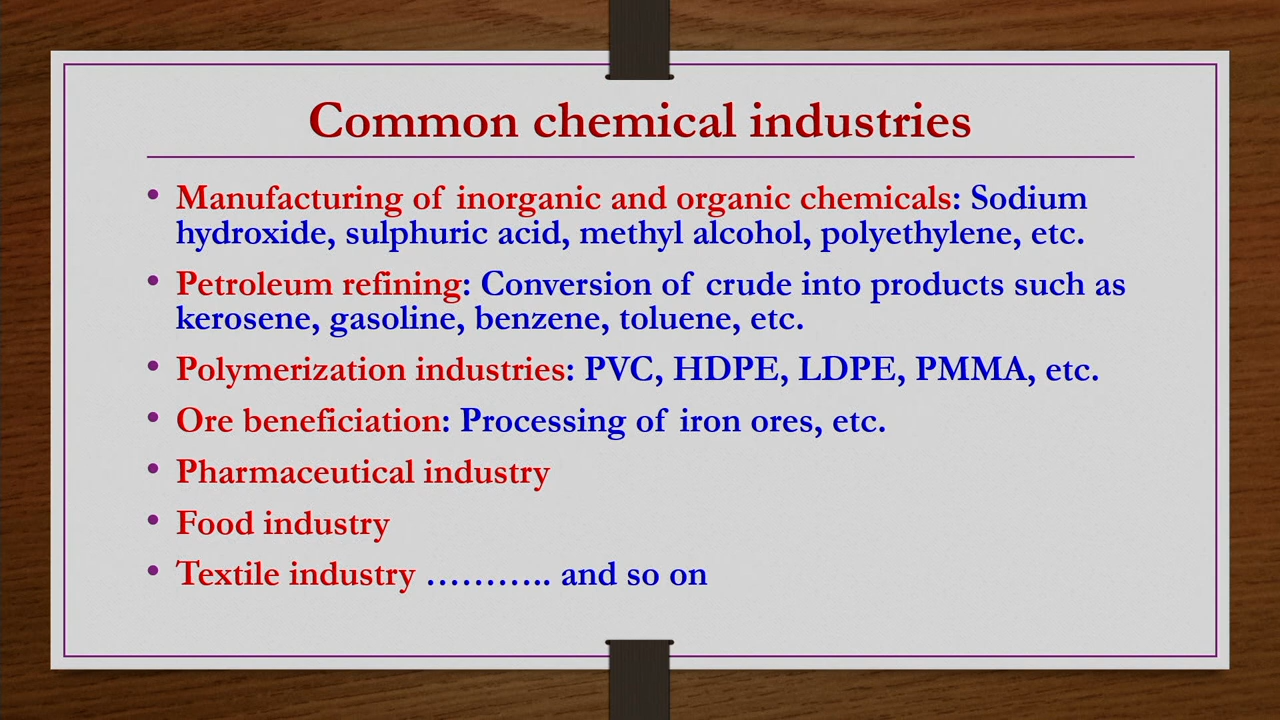 Common chemical industries
• Manufacturing of inorganic and organic chemicals: Sodium
hydroxide, sulphuric acid, methyl alcohol, polyethylene, etc.
• Petroleum refining: Conversion of crude into products such as
kerosene, gasoline, benzene, toluene, etc.
• Polymerization industries: PVC, HDPE, LDPE, PMMA, etc.
• Ore beneficiation: Processing of iron ores, etc.
• Pharmaceutical industry
• Food industry
• Textile industry ……….. and so on